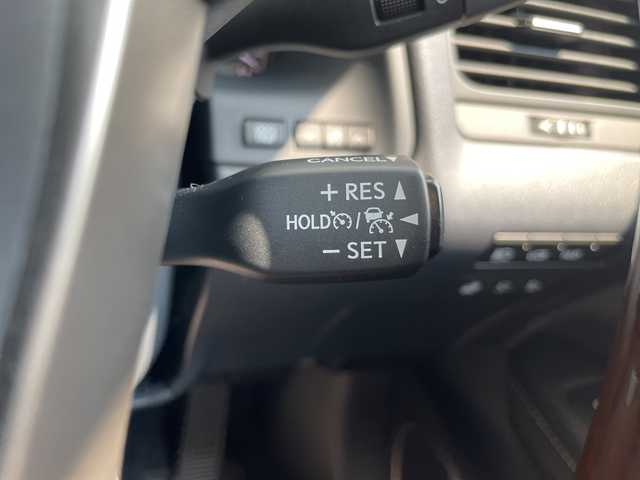 CANCEL▼
+ RES ▲
HOLD / ◀
− SET ▼